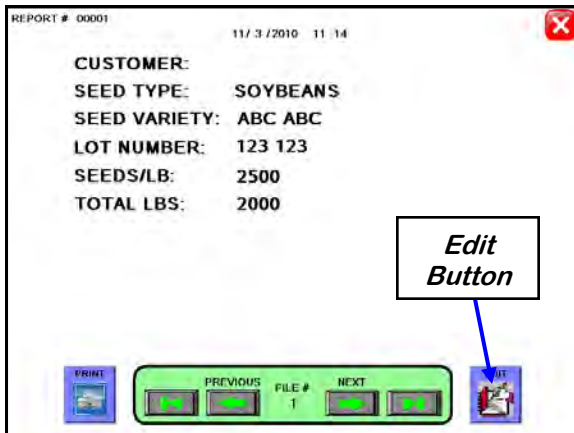 REPORT # 00001
11/ 3 /2010 11 14
CUSTOMER:
SEED TYPE: SOYBEANS
SEED VARIETY: ABC ABC
LOT NUMBER: 123 123
SEEDS/LB: 2500
TOTAL LBS: 2000
Edit
Button
PRINT
PREVIOUS FILE # NEXT
1